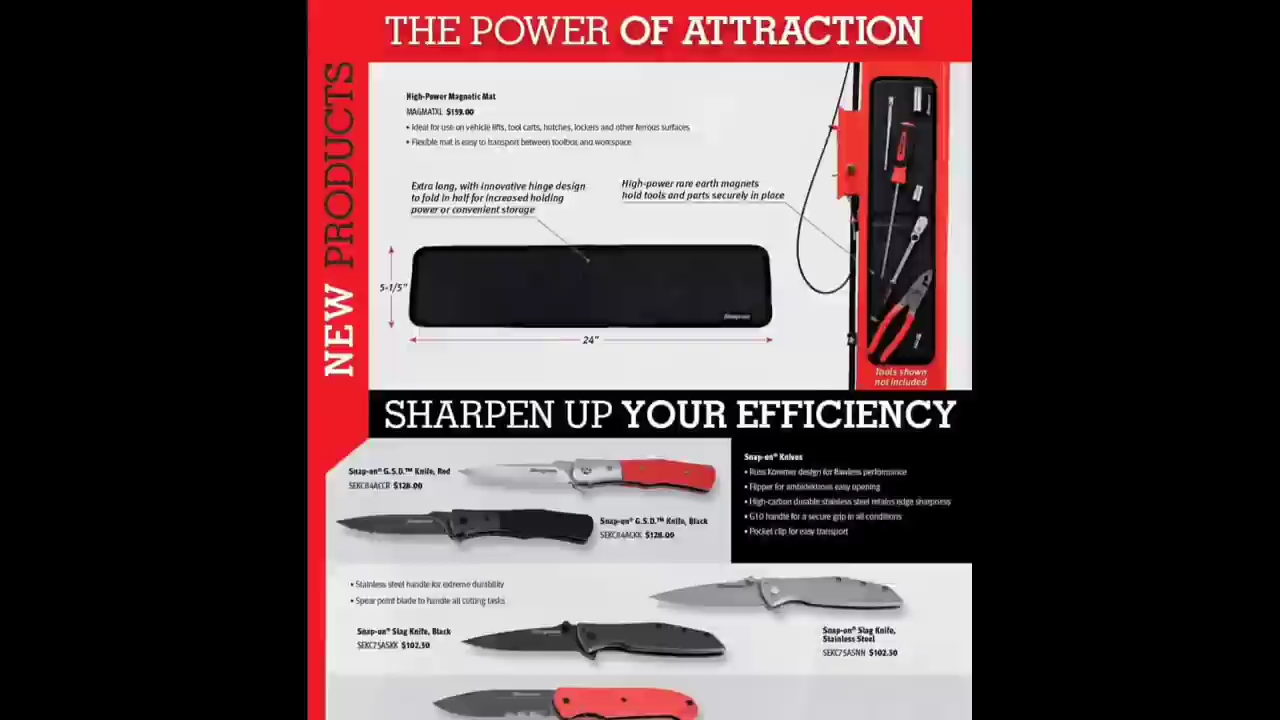 THE POWER OF ATTRACTION
NEW PRODUCTS
High-Power Magnetic Mat
MAGMATXL $159.00
• Ideal for use on vehicle lifts, tool carts, hotches, lockers and other ferrous surfaces
• Flexible mat is easy to transport between toolbox and workspace
Extra long, with innovative hinge design
to fold in half for increased holding
power or convenient storage
High-power rare earth magnets
hold tools and parts securely in place
5-1/5"
24"
Snap-on
Tools shown
not included
SHARPEN UP YOUR EFFICIENCY
Snap-on® G.S.D.™ Knife, Red
SEKC84ACCR $128.00
Snap-on® G.S.D.™ Knife, Black
$128.00
Snap-on® Knives
• Russ Kommer design for flawless performance
• Flipper for ambidextrous easy opening
• High-carbon durable stainless steel retains edge sharpness
• G10 handle for a secure grip in all conditions
• Pocket clip for easy transport
• Stainless steel handle for extreme durability
• Spear point blade to handle all cutting tasks
Snap-on® Slag Knife, Black
SEKC75ASKK $102.50
Snap-on® Slag Knife,
Stainless Steel
SEKC75ASNN $102.50